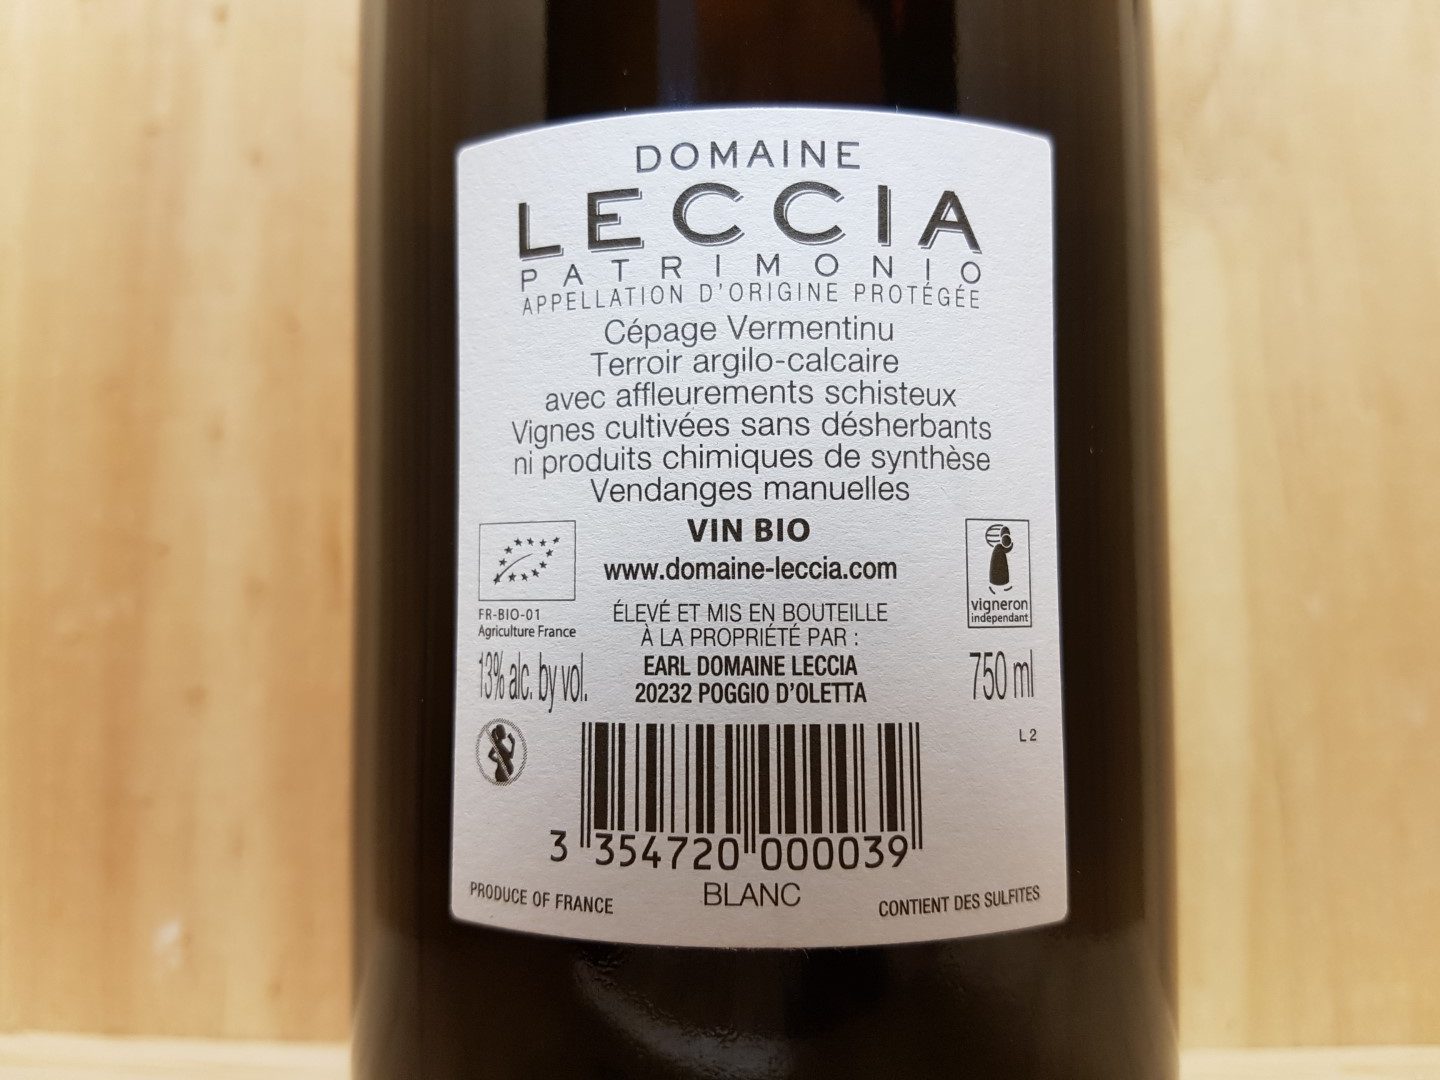 DOMAINE
LECCIA
PATRIMONIO
APPELLATION D'ORIGINE PROTÉGÉE
Cépage Vermentinu
Terroir argilo-calcaire
avec affleurements schisteux
Vignes cultivées sans désherbants
ni produits chimiques de synthèse
Vendanges manuelles
VIN BIO
www.domaine-leccia.com
FR-BIO-01
Agriculture France
vigneron
indépendant
ÉLEVÉ ET MIS EN BOUTEILLE
À LA PROPRIÉTÉ PAR :
EARL DOMAINE LECCIA
20232 POGGIO D'OLETTA
13% alc. by vol.
750 ml
L2
3 354720 000039
BLANC
PRODUCE OF FRANCE
CONTIENT DES SULFITES